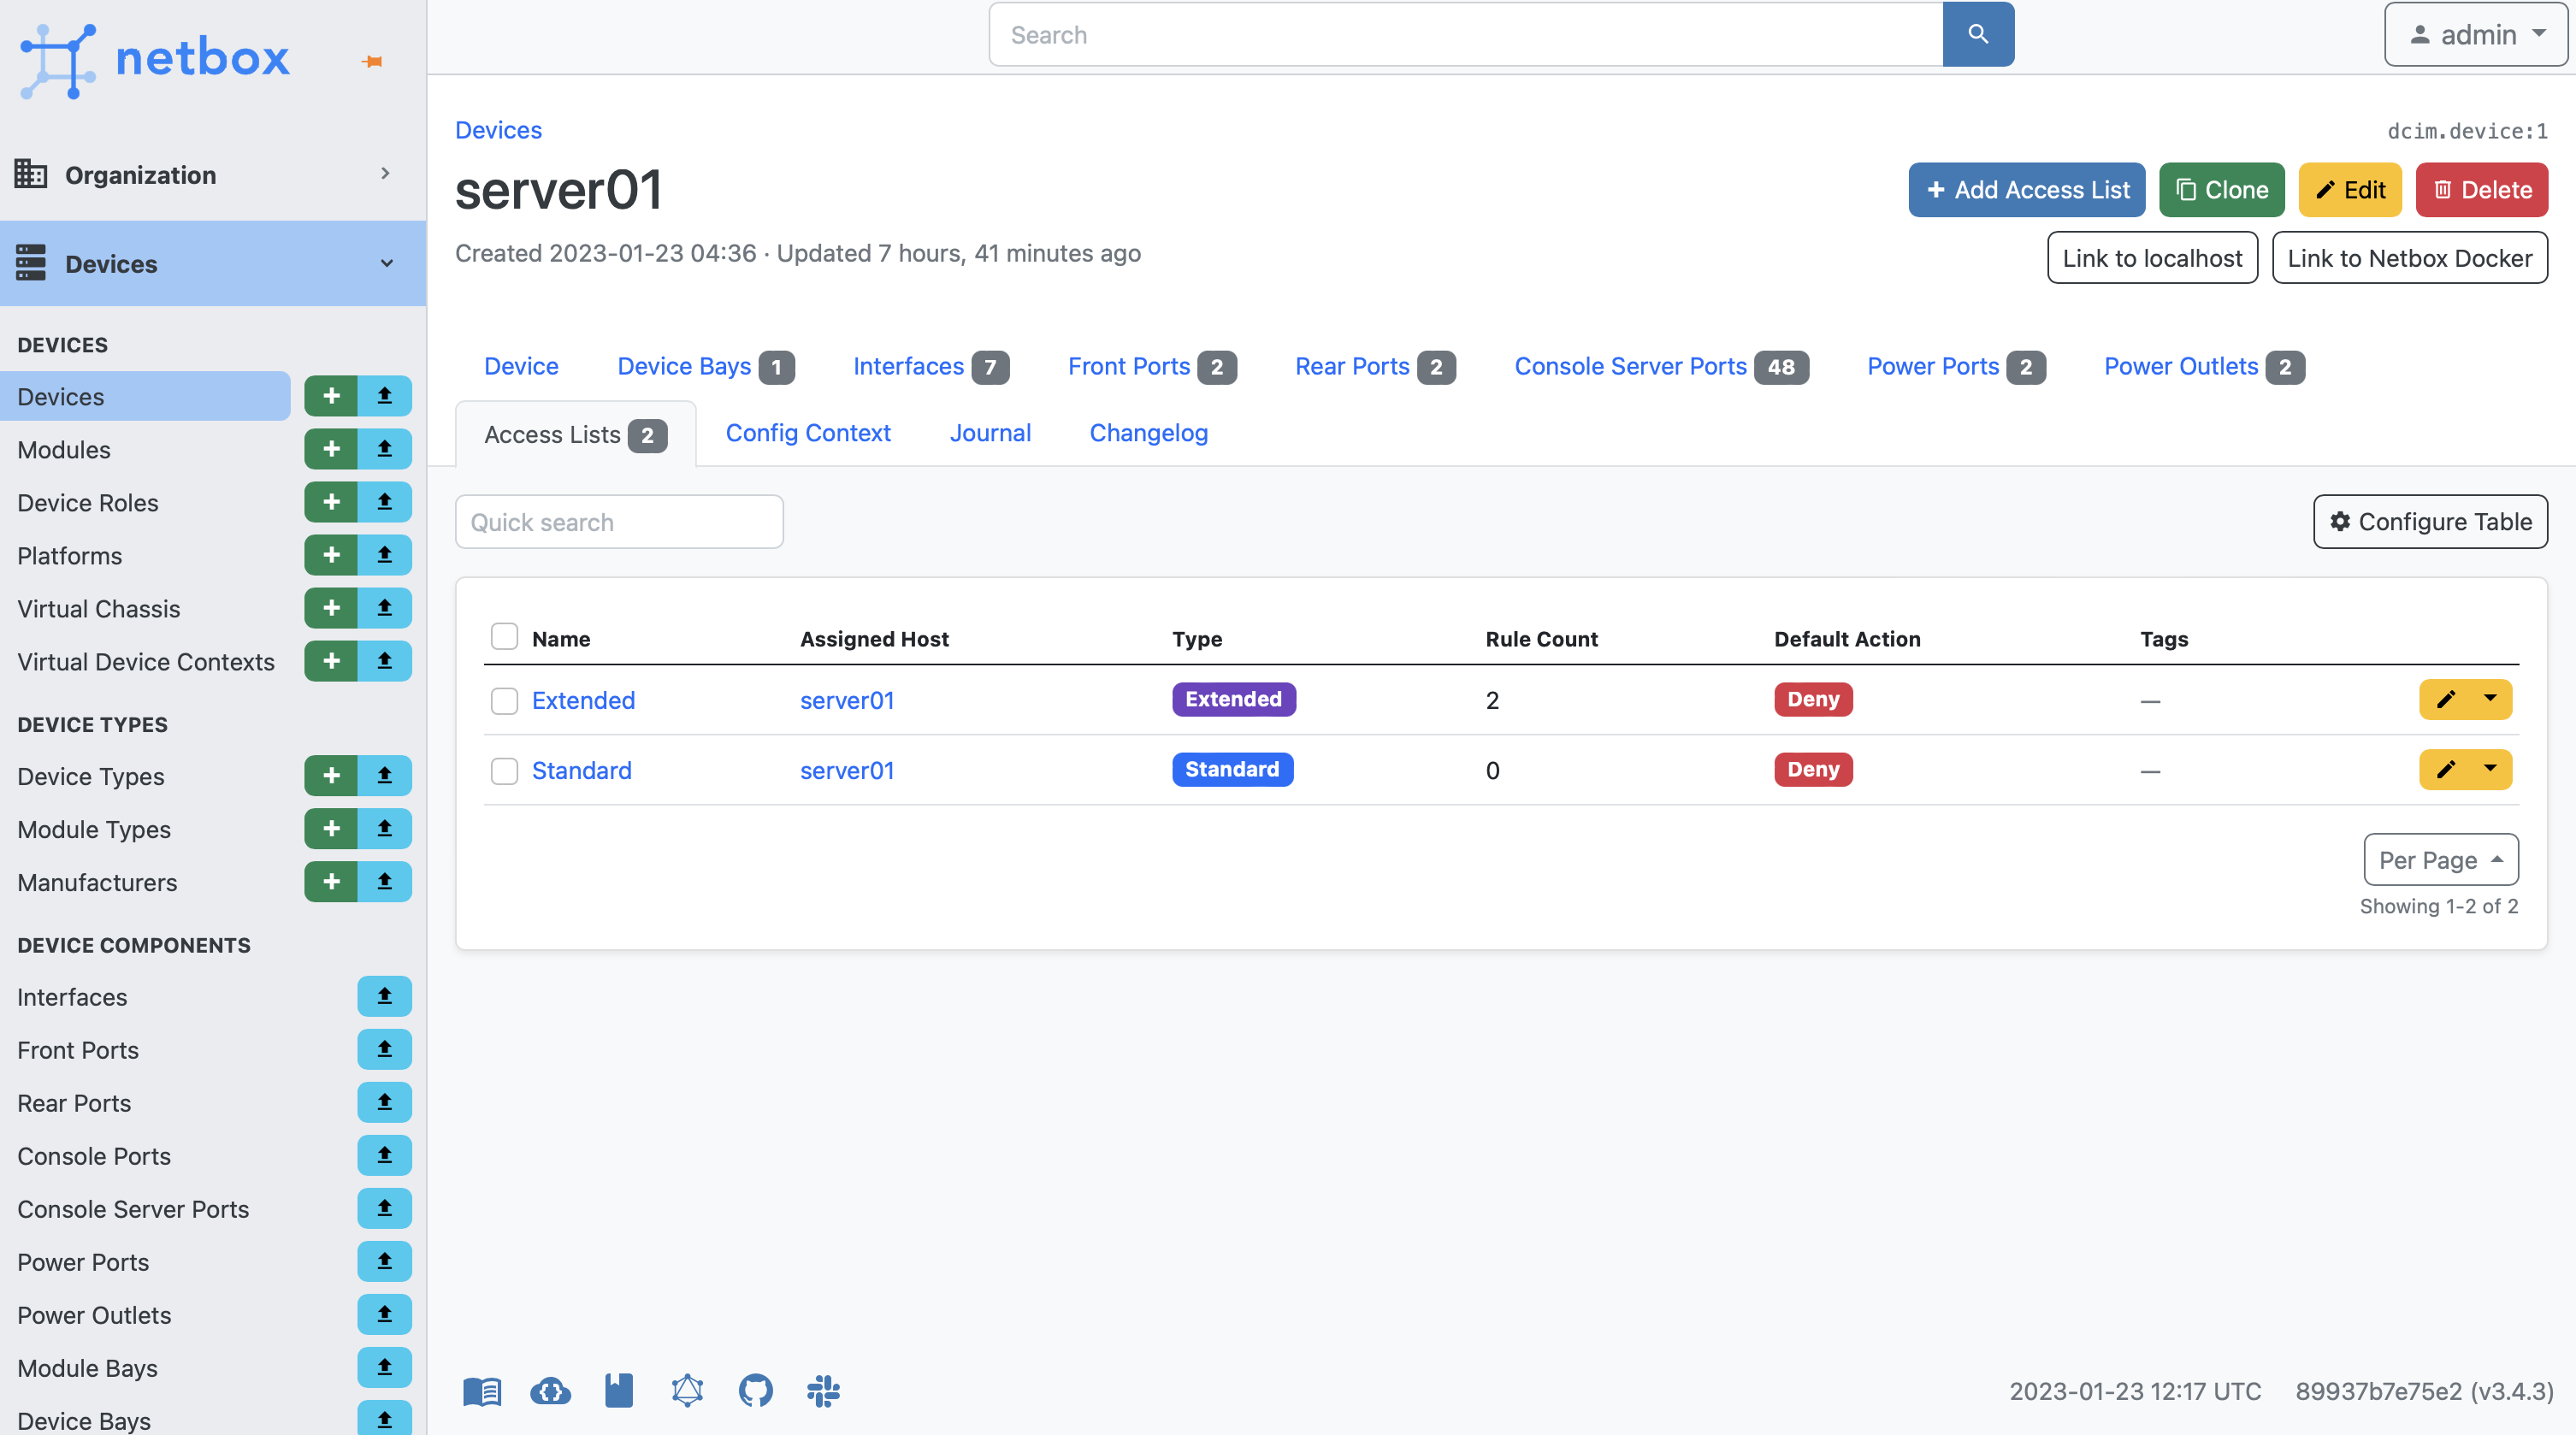 netbox
Search
admin
Organization
Devices
DEVICES
Devices
Modules
Device Roles
Platforms
Virtual Chassis
Virtual Device Contexts
DEVICE TYPES
Device Types
Module Types
Manufacturers
DEVICE COMPONENTS
Interfaces
Front Ports
Rear Ports
Console Ports
Console Server Ports
Power Ports
Power Outlets
Module Bays
Device Bays
Devices
dcim.device:1
server01
Add Access List Clone Edit Delete
Created 2023-01-23 04:36 · Updated 7 hours, 41 minutes ago
Link to localhost Link to Netbox Docker
Device Device Bays 1 Interfaces 7 Front Ports 2 Rear Ports 2 Console Server Ports 48 Power Ports 2 Power Outlets 2
Access Lists 2 Config Context Journal Changelog
Quick search
Configure Table
Name Assigned Host Type Rule Count Default Action Tags
Extended server01 Extended 2 Deny —
Standard server01 Standard 0 Deny —
Per Page
Showing 1-2 of 2
2023-01-23 12:17 UTC 89937b7e75e2 (v3.4.3)